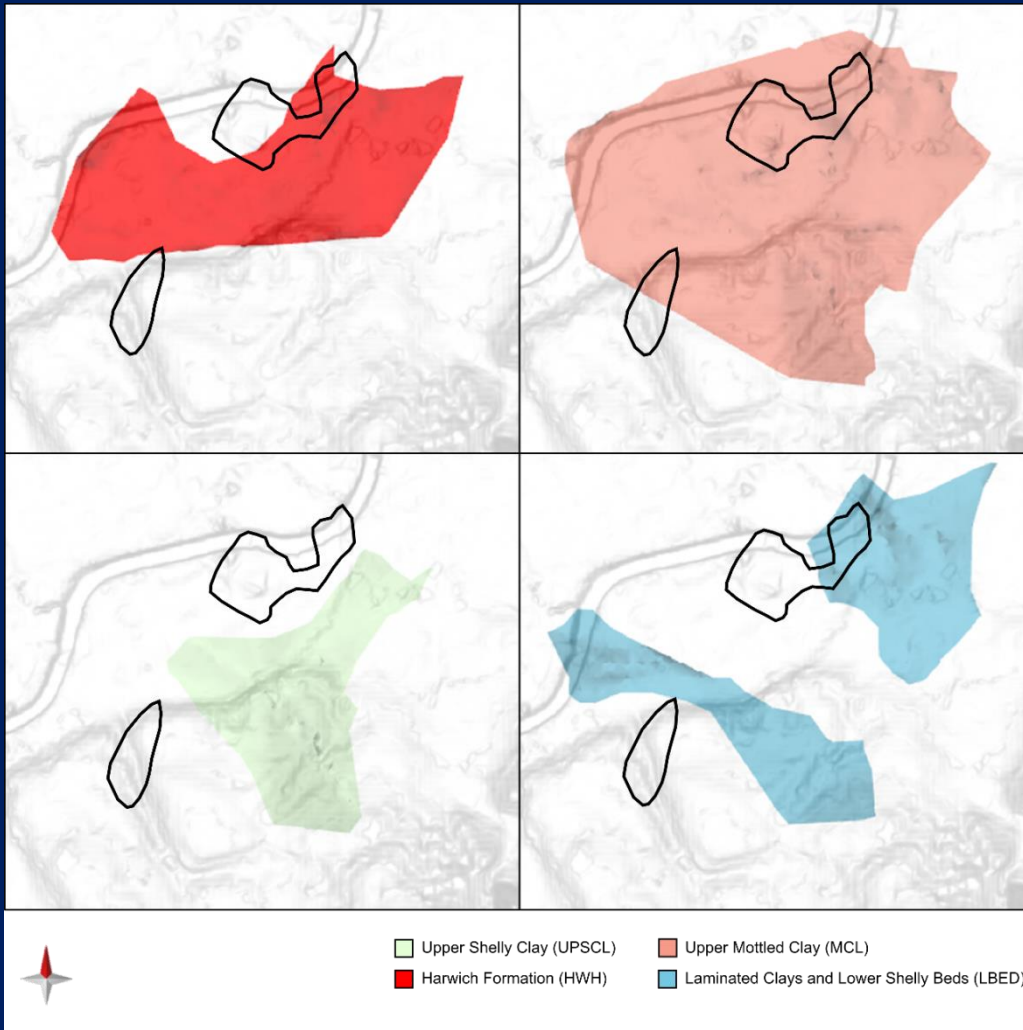 Upper Shelly Clay (UPSCL)
Upper Mottled Clay (MCL)
Harwich Formation (HWH)
Laminated Clays and Lower Shelly Beds (LBED)